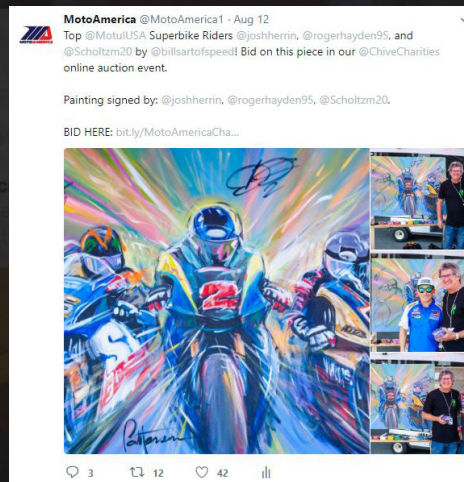 MotoAmerica @MotoAmerica1 · Aug 12
Top @MotulUSA Superbike Riders @joshherrin, @rogerhayden95, and
@Scholtzm20 by @billsartofspeed! Bid on this piece in our @ChiveCharities
online auction event.
Painting signed by: @joshherrin, @rogerhayden95, @Scholtzm20.
BID HERE: bit.ly/MotoAmericaCha...
2
3 12 42